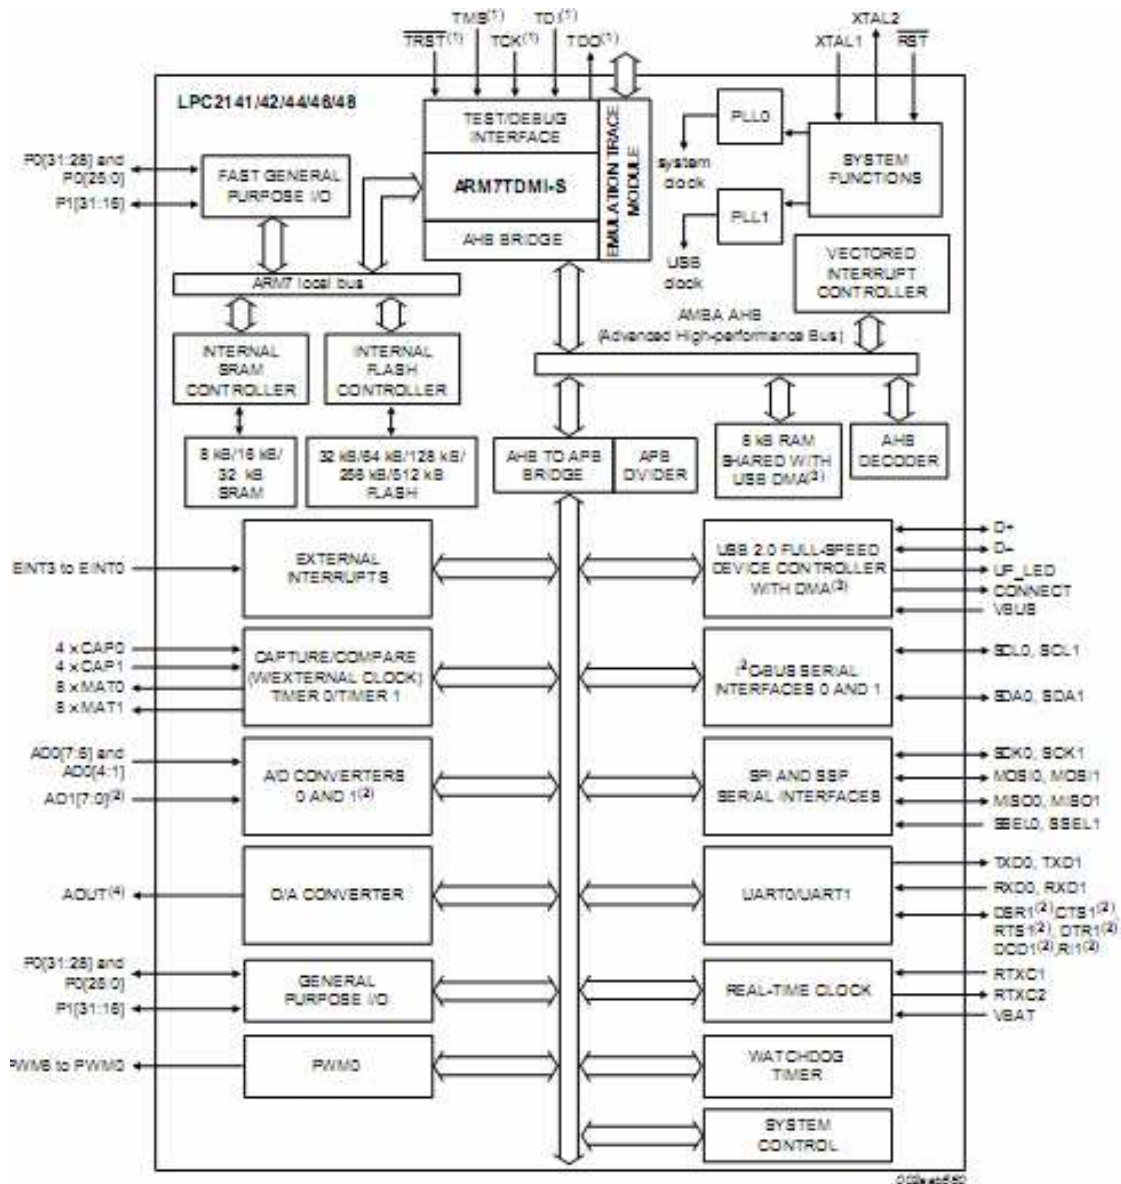 TMS(1) TDI(1) XTAL2
TRST(1) TCK(1) TDO(1) XTAL1 RST
LPC2141/42/44/46/48
TEST/DEBUG
INTERFACE
ARM7TDMI-S
AHB BRIDGE
EMULATION TRACE
MODULE
PLL0
system
clock
PLL1
USB
clock
SYSTEM
FUNCTIONS
VECTORED
INTERRUPT
CONTROLLER
P0[31:28] and
P0[25:0]
P1[31:16]
FAST GENERAL
PURPOSE I/O
ARM7 local bus
AMBA AHB
(Advanced High-performance Bus)
INTERNAL
SRAM
CONTROLLER
INTERNAL
FLASH
CONTROLLER
8 kB/16 kB/
32 kB
SRAM
32 kB/64 kB/128 kB/
256 kB/512 kB
FLASH
AHB TO APB
BRIDGE
APB
DIVIDER
8 kB RAM
SHARED WITH
USB DMA(3)
AHB
DECODER
EINT3 to EINT0
EXTERNAL
INTERRUPTS
USB 2.0 FULL-SPEED
DEVICE CONTROLLER
WITH DMA(3)
D+
D-
UP_LED
CONNECT
VBUS
4 x CAP0
4 x CAP1
8 x MAT0
8 x MAT1
CAPTURE/COMPARE
(W/EXTERNAL CLOCK)
TIMER 0/TIMER 1
I2C-BUS SERIAL
INTERFACES 0 AND 1
SCL0, SCL1
SDA0, SDA1
AD0[7:6] and
AD0[4:1]
AD1[7:0](2)
A/D CONVERTERS
0 AND 1(2)
SPI AND SSP
SERIAL INTERFACES
SCK0, SCK1
MOSI0, MOSI1
MISO0, MISO1
SSEL0, SSEL1
AOUT(4)
D/A CONVERTER
UART0/UART1
TXD0, TXD1
RXD0, RXD1
DSR1(2),CTS1(2),
RTS1(2), DTR1(2)
DCD1(2),RI1(2)
P0[31:28] and
P0[25:0]
P1[31:16]
GENERAL
PURPOSE I/O
REAL-TIME CLOCK
RTXC1
RTXC2
VBAT
PWM6 to PWM0
PWM0
WATCHDOG
TIMER
SYSTEM
CONTROL